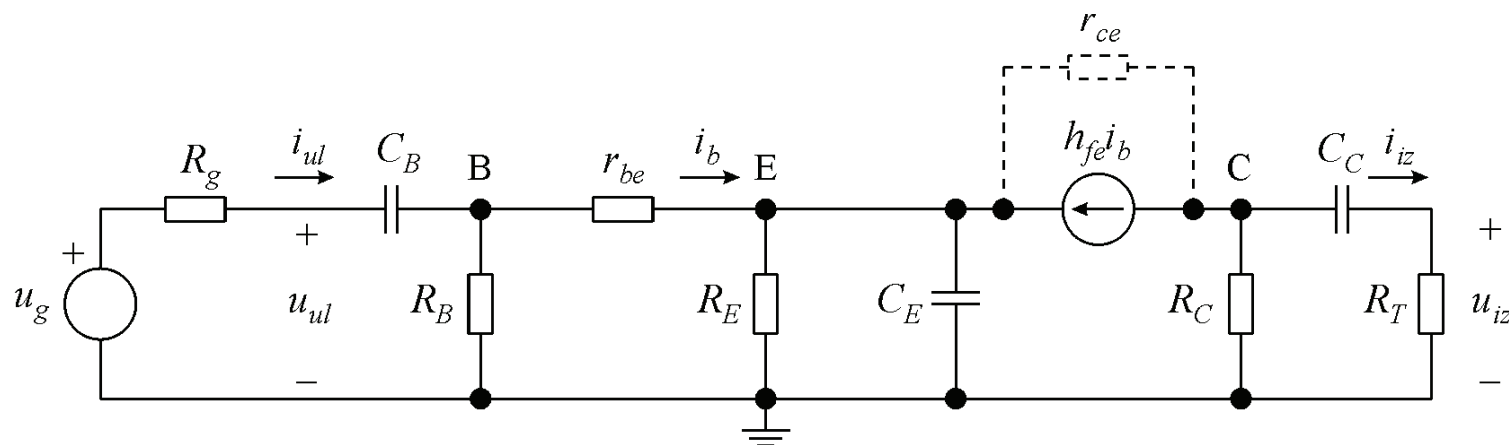 r_ce
R_g
i_ul
C_B
B
r_be
i_b
E
h_fe i_b
C
C_C
i_iz
+
u_g
+
u_ul
−
R_B
R_E
C_E
R_C
R_T
+
u_iz
−